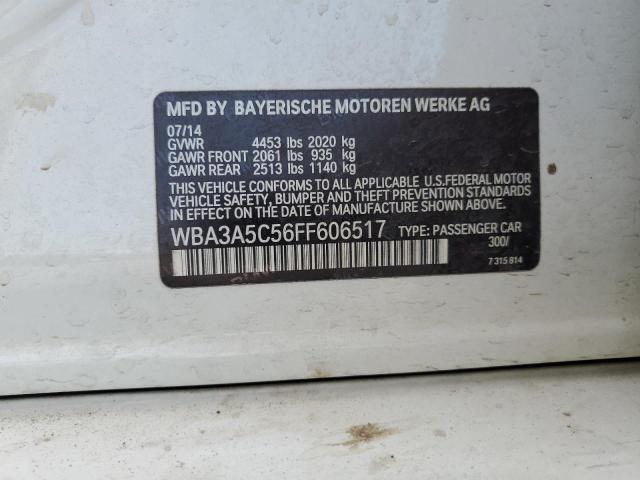 MFD BY BAYERISCHE MOTOREN WERKE AG
07/14
GVWR 4453 lbs 2020 kg
GAWR FRONT 2061 lbs 935 kg
GAWR REAR 2513 lbs 1140 kg
THIS VEHICLE CONFORMS TO ALL APPLICABLE U.S.FEDERAL MOTOR
VEHICLE SAFETY, BUMPER, AND THEFT PREVENTION STANDARDS
IN EFFECT ON THE DATE OF MANUFACTURE SHOWN ABOVE.
WBA3A5C56FF606517 TYPE: PASSENGER CAR
300/
7 315 814